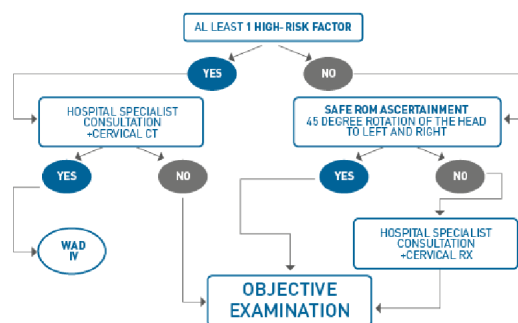 AL LEAST 1 HIGH-RISK FACTOR
YES
NO
HOSPITAL SPECIALIST
CONSULTATION
+CERVICAL CT
SAFE ROM ASCERTAINMENT
45 DEGREE ROTATION OF THE HEAD
TO LEFT AND RIGHT
YES
NO
YES
NO
WAD
IV
HOSPITAL SPECIALIST
CONSULTATION
+CERVICAL RX
OBJECTIVE
EXAMINATION